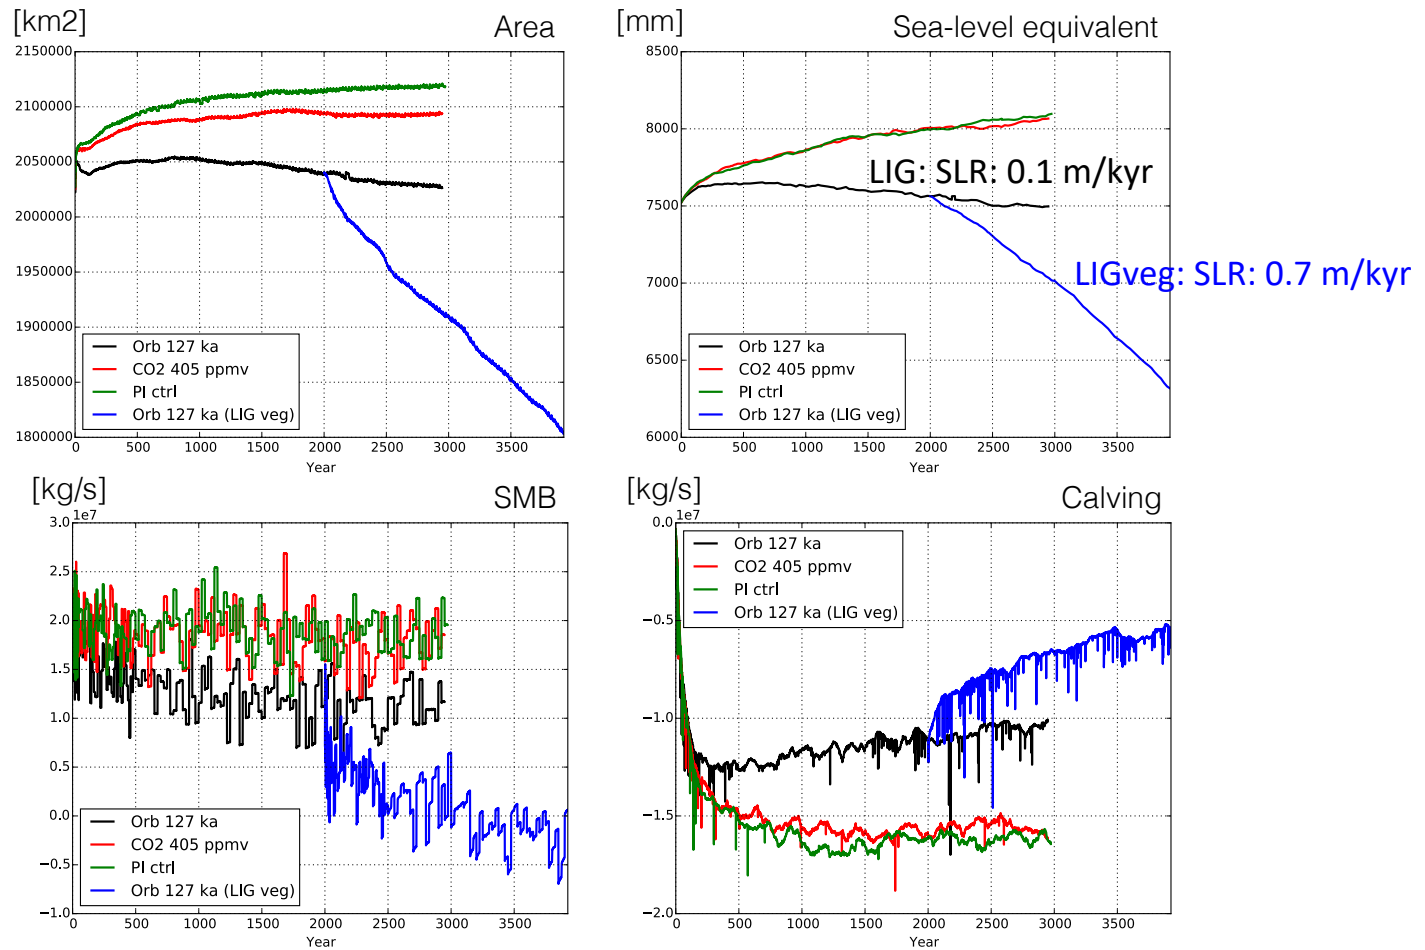 [km2]
Area
2150000
2100000
2050000
2000000
1950000
1900000
1850000
1800000
Orb 127 ka
CO2 405 ppmv
PI ctrl
Orb 127 ka (LIG veg)
0 500 1000 1500 2000 2500 3000 3500
Year
[mm]
Sea-level equivalent
8500
8000
7500
7000
6500
6000
LIG: SLR: 0.1 m/kyr
LIGveg: SLR: 0.7 m/kyr
Orb 127 ka
CO2 405 ppmv
PI ctrl
Orb 127 ka (LIG veg)
0 500 1000 1500 2000 2500 3000 3500
Year
[kg/s]
SMB
1e7
3.0
2.5
2.0
1.5
1.0
0.5
0.0
−0.5
−1.0
Orb 127 ka
CO2 405 ppmv
PI ctrl
Orb 127 ka (LIG veg)
0 500 1000 1500 2000 2500 3000 3500
Year
[kg/s]
Calving
1e7
0.0
−0.5
−1.0
−1.5
−2.0
Orb 127 ka
CO2 405 ppmv
PI ctrl
Orb 127 ka (LIG veg)
0 500 1000 1500 2000 2500 3000 3500
Year